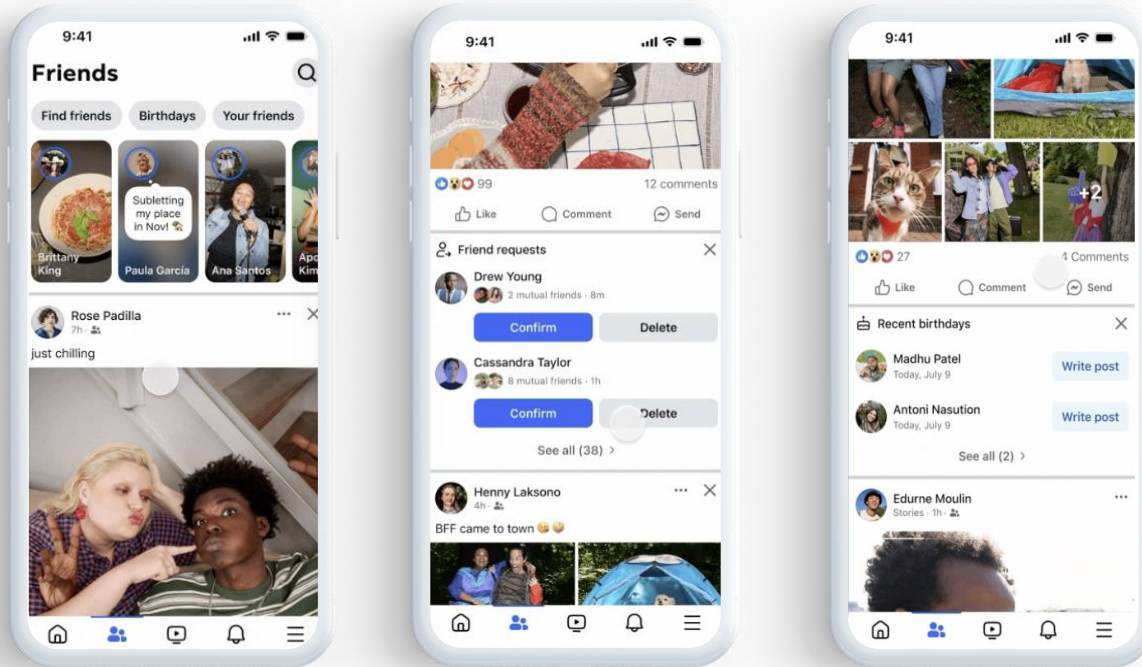 9:41
Friends
Find friends
Birthdays
Your friends
Subletting
my place
in Nov! 🏡
Brittany
King
Paula García
Ana Santos
Apo
Kim
Rose Padilla
7h ·
just chilling
9:41
99
12 comments
Like
Comment
Send
Friend requests
Drew Young
2 mutual friends · 8m
Confirm
Delete
Cassandra Taylor
8 mutual friends · 1h
Confirm
Delete
See all (38) >
Henny Laksono
4h ·
BFF came to town 😘 🤪
9:41
+2
27
4 Comments
Like
Comment
Send
Recent birthdays
Madhu Patel
Today, July 9
Write post
Antoni Nasution
Today, July 9
Write post
See all (2) >
Edurne Moulin
Stories · 1h ·